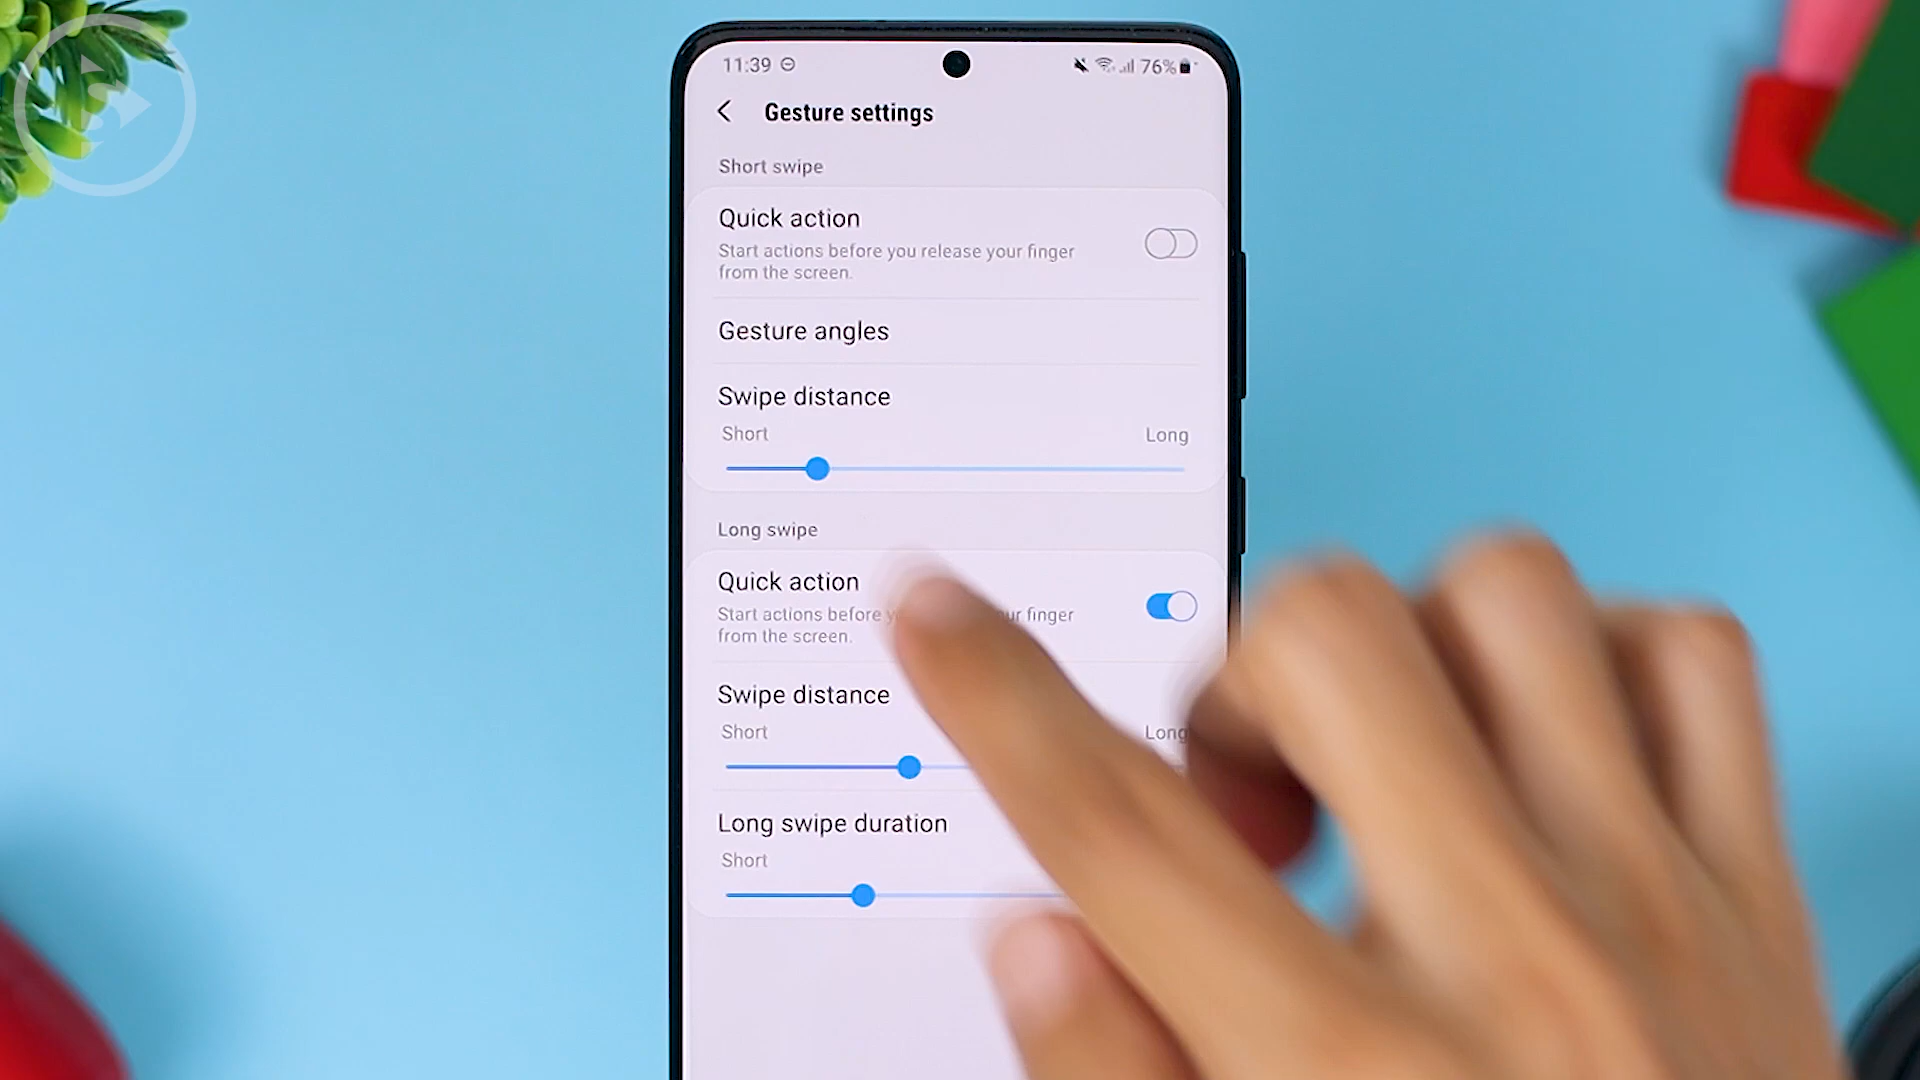 11:39
76%
Gesture settings
Short swipe
Quick action
Start actions before you release your finger
from the screen.
Gesture angles
Swipe distance
Short Long
Long swipe
Quick action
Start actions before y ur finger
from the screen.
Swipe distance
Short Long
Long swipe duration
Short